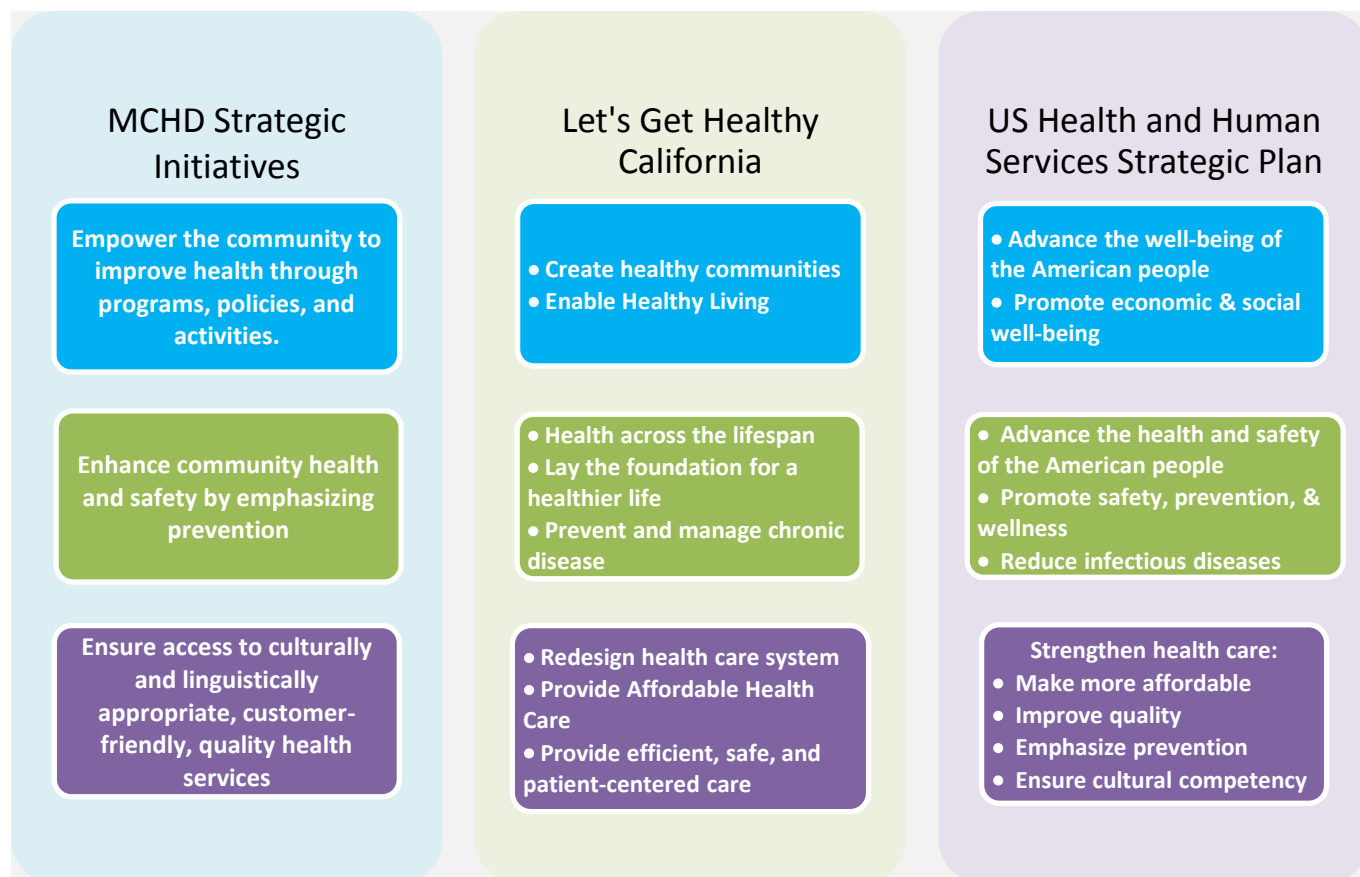 MCHD Strategic
Initiatives
Empower the community to
improve health through
programs, policies, and
activities.
Enhance community health
and safety by emphasizing
prevention
Ensure access to culturally
and linguistically
appropriate, customer-
friendly, quality health
services
Let's Get Healthy
California
• Create healthy communities
• Enable Healthy Living
• Health across the lifespan
• Lay the foundation for a
healthier life
• Prevent and manage chronic
disease
• Redesign health care system
• Provide Affordable Health
Care
• Provide efficient, safe, and
patient-centered care
US Health and Human
Services Strategic Plan
• Advance the well-being of
the American people
• Promote economic & social
well-being
• Advance the health and safety
of the American people
• Promote safety, prevention, &
wellness
• Reduce infectious diseases
Strengthen health care:
• Make more affordable
• Improve quality
• Emphasize prevention
• Ensure cultural competency